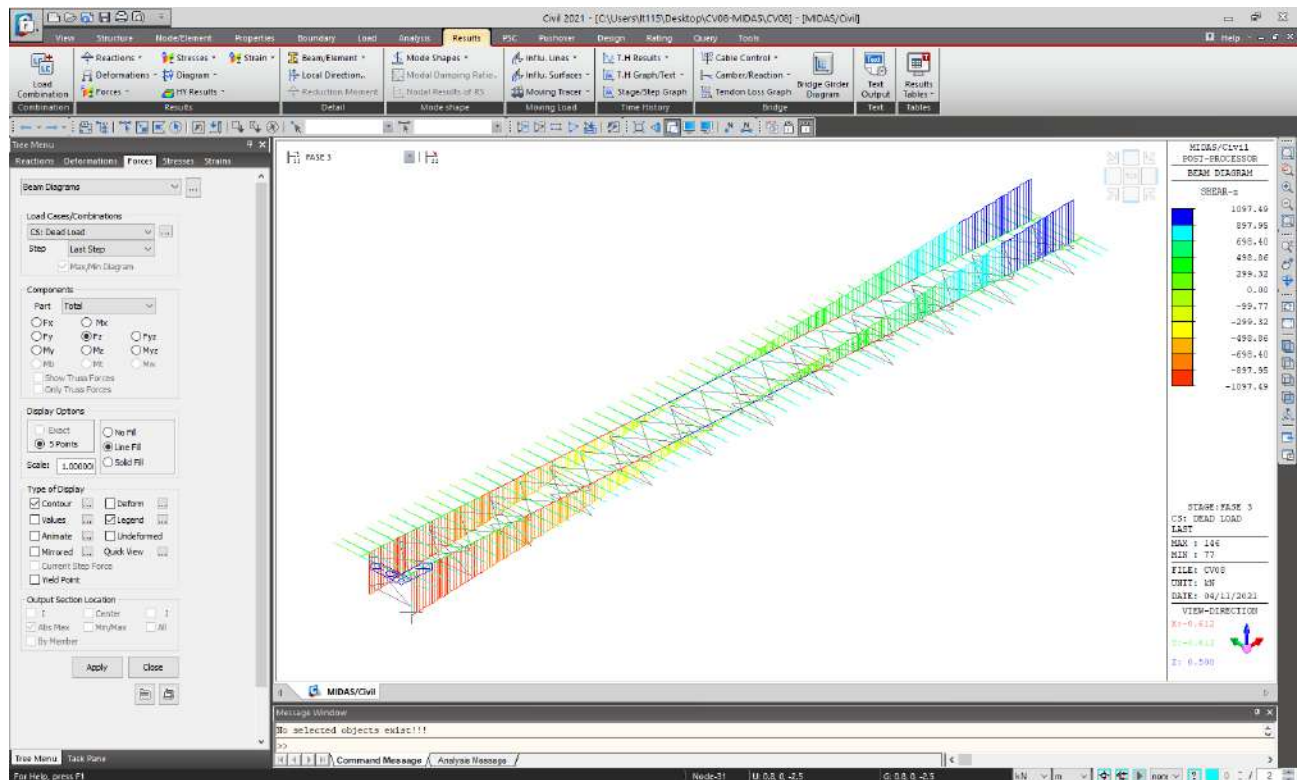 Civil 2021 - [C:\Users\lt115\Desktop\CV08-MIDAS\CV08] - [MIDAS/Civil]
View Structure Node/Element Properties Boundary Load Analysis Results PSC Pushover Design Rating Query Tools Help
Reactions Stresses Strain Beam/Element Mode Shapes Influ. Lines T.H Results Cable Control
Deformations Diagram Local Direction.. Modal Damping Ratio.. Influ. Surfaces T.H Graph/Text Camber/Reaction
Forces HY Results Reduction Moment Nodal Results of RS Moving Tracer Stage/Step Graph Tendon Loss Graph
Load Combination Bridge Girder Diagram Text Output Results Tables
Combination Results Detail Mode shape Moving Load Time History Bridge Text Tables
Tree Menu
Reactions Deformations Forces Stresses Strains
Beam Diagrams
Load Cases/Combinations
CS: Dead Load
Step Last Step
Max/Min Diagram
Components
Part Total
Fx Mx
Fy Fz Fyz
My Mz Myz
Mb Mt Mw
Show Truss Forces
Only Truss Forces
Display Options
Exact No Fill
5 Points Line Fill
Scale: 1.00000 Solid Fill
Type of Display
Contour Deform
Values Legend
Animate Undeformed
Mirrored Quick View
Current Step Force
Yield Point
Output Section Location
I Center J
Abs Max Min/Max All
By Member
Apply Close
Tree Menu Task Pane
For Help, press F1
FASE 3
MIDAS/Civil
POST-PROCESSOR
BEAM DIAGRAM
SHEAR-z
1097.49
897.95
698.40
498.86
299.32
0.00
-99.77
-299.32
-498.86
-698.40
-897.95
-1097.49
STAGE:FASE 3
CS: DEAD LOAD
LAST
MAX : 146
MIN : 77
FILE: CV08
UNIT: kN
DATE: 04/11/2021
VIEW-DIRECTION
X:-0.612
Y:-0.612
Z: 0.500
MIDAS/Civil
Message Window
No selected objects exist!!!
>>
Command Message Analysis Message
Node-31 U: 0.8, 0, -2.5 G: 0.8, 0, -2.5 kN m 2